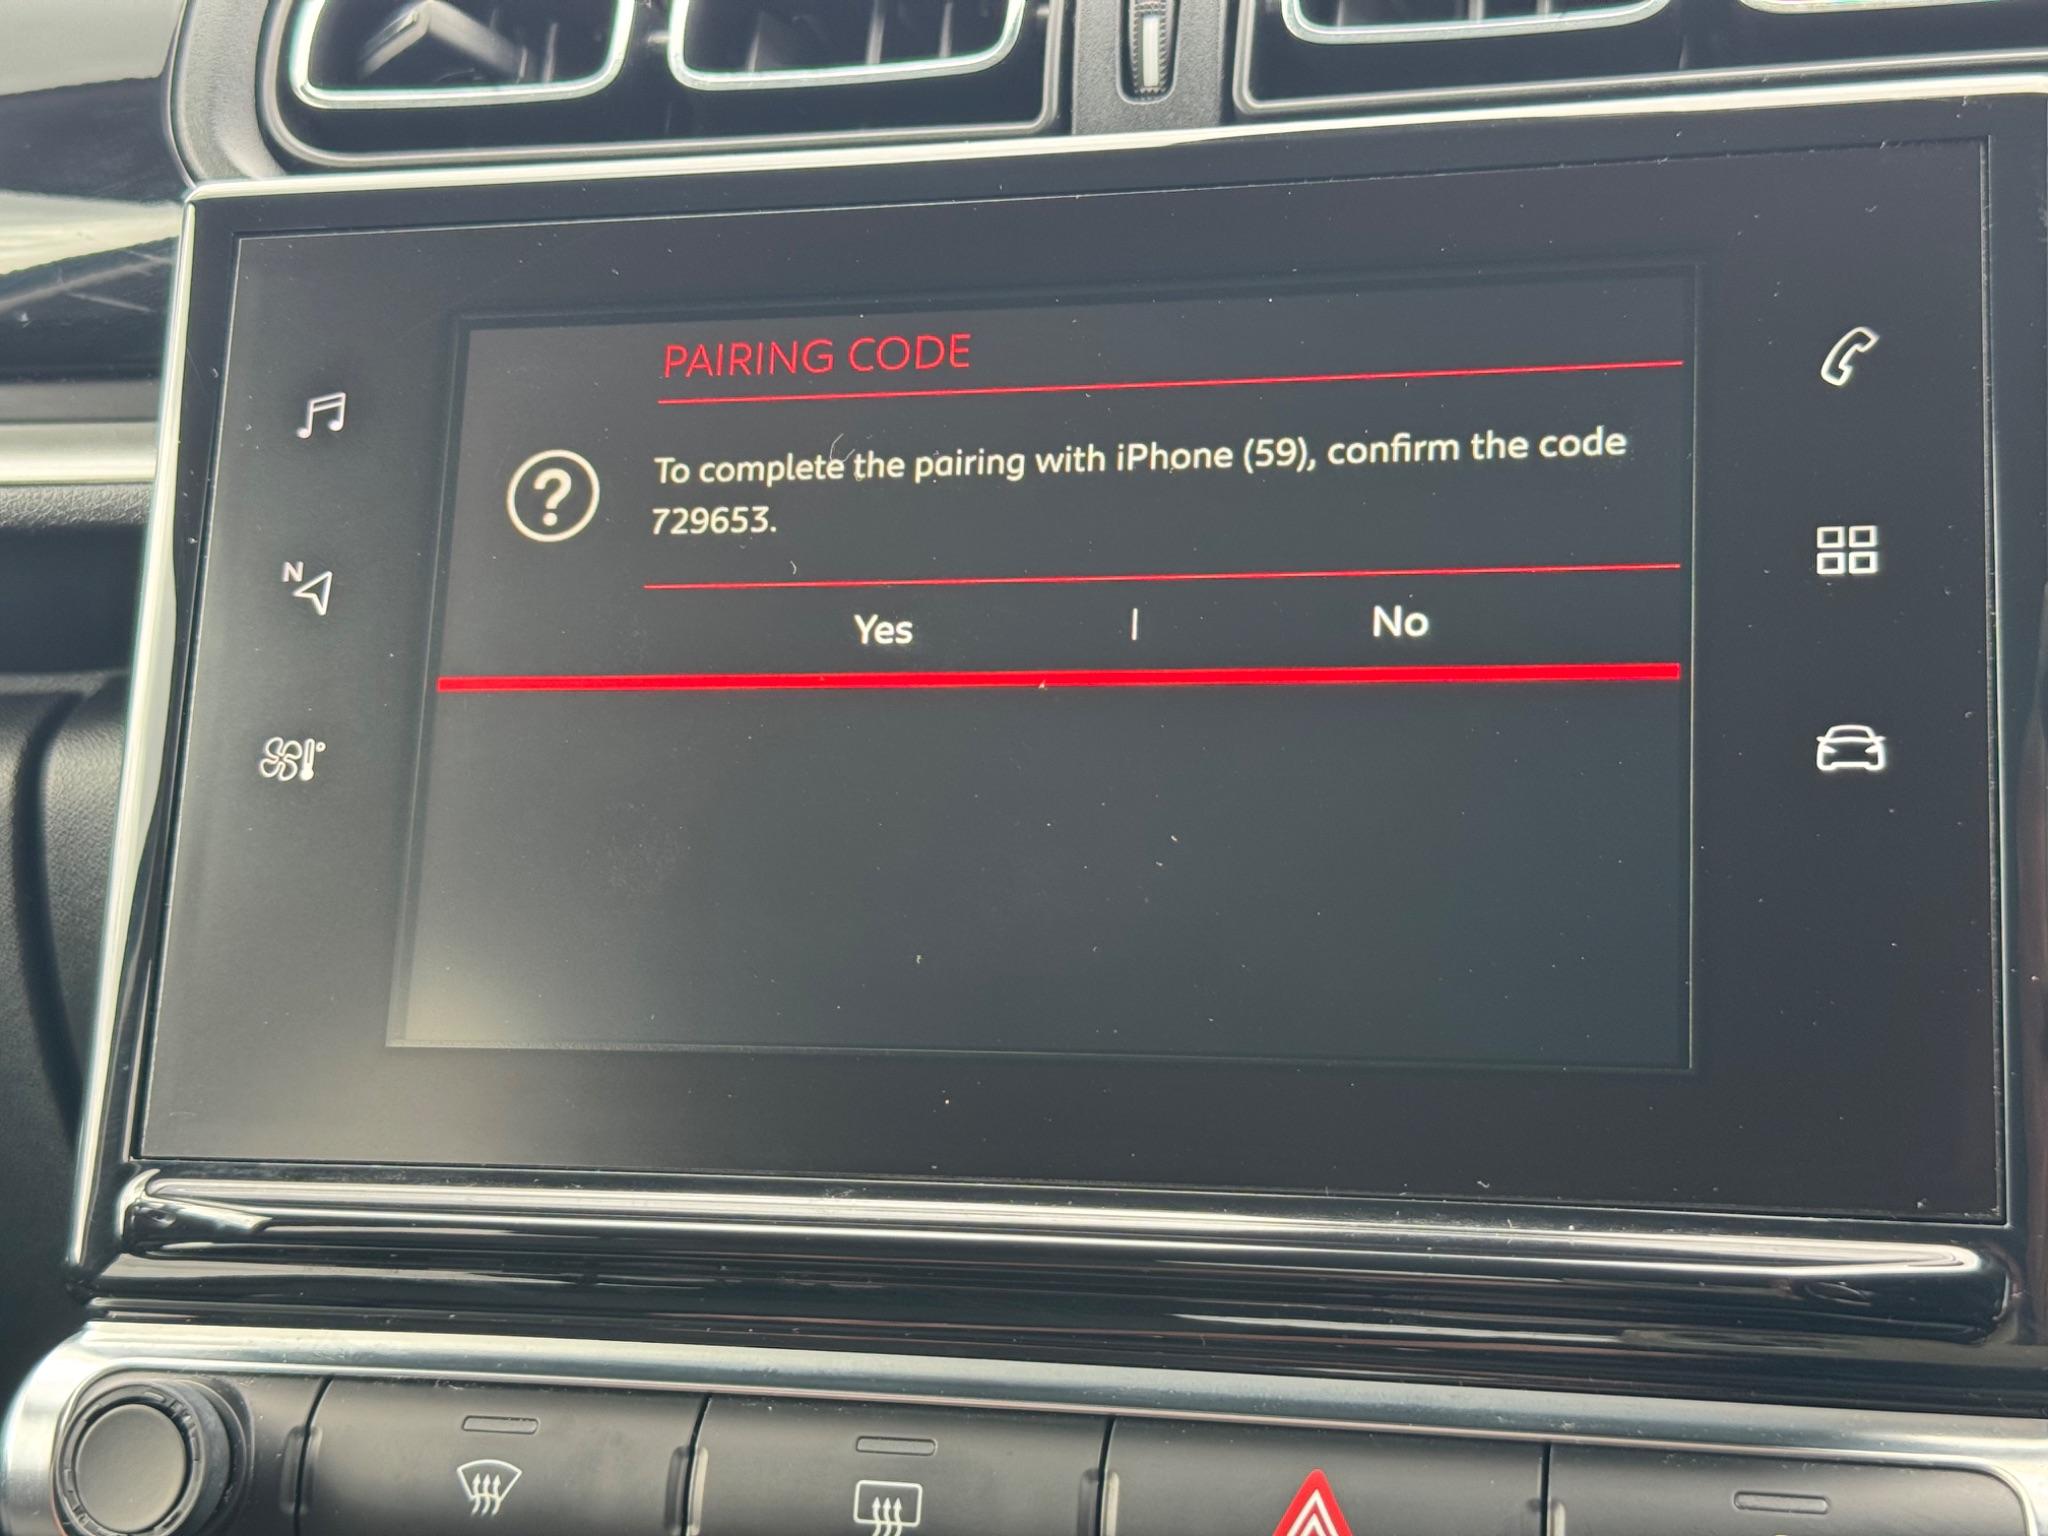 PAIRING CODE
To complete the pairing with iPhone (59), confirm the code
729653.
Yes | No
N